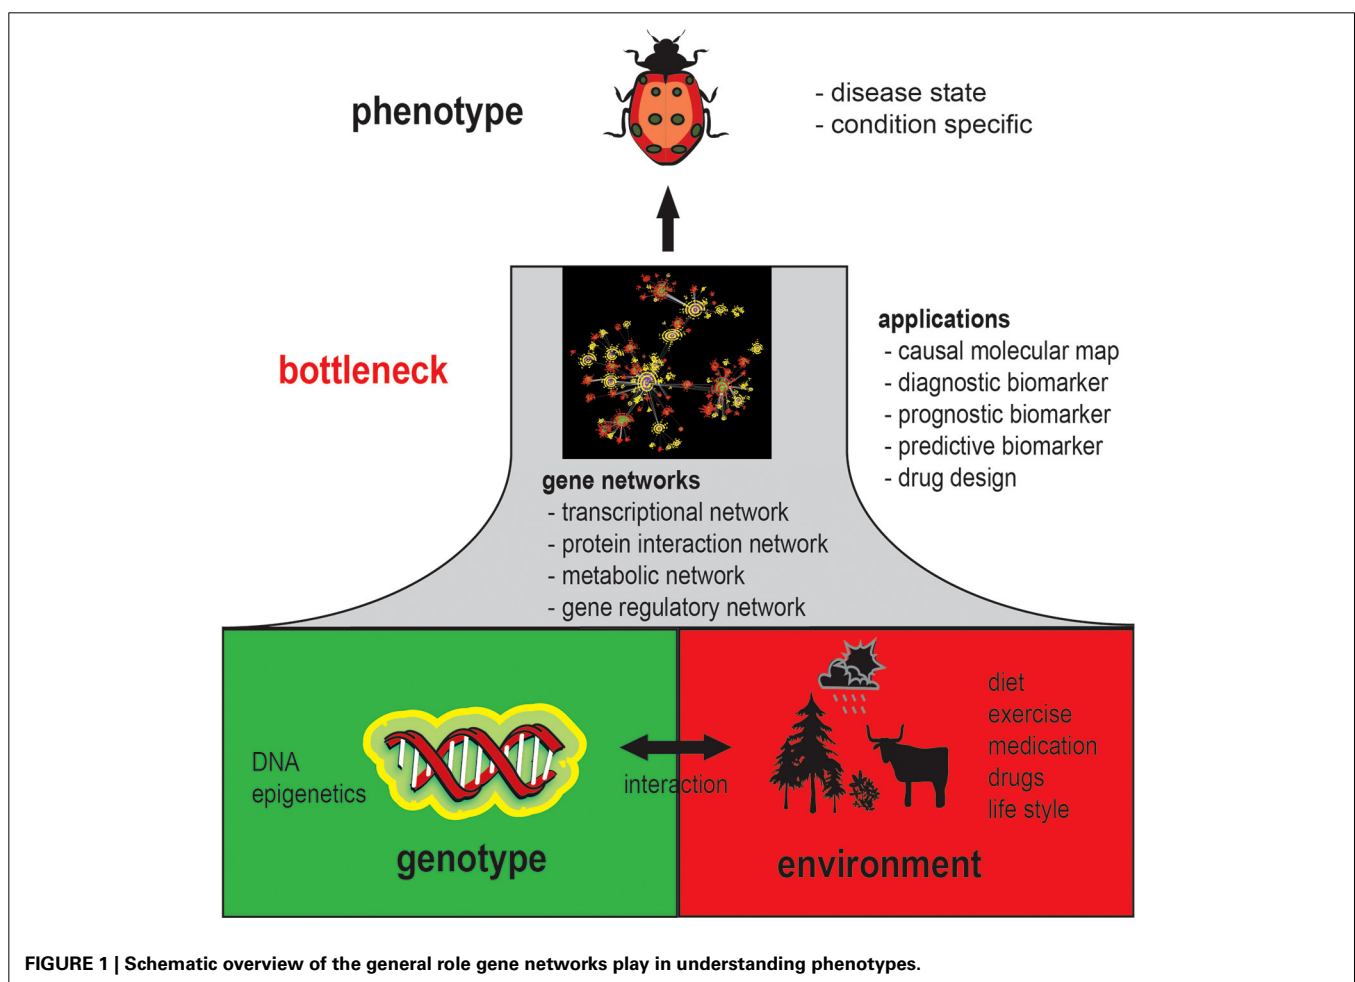 phenotype
- disease state
- condition specific
bottleneck
applications
- causal molecular map
- diagnostic biomarker
- prognostic biomarker
- predictive biomarker
- drug design
gene networks
- transcriptional network
- protein interaction network
- metabolic network
- gene regulatory network
DNA
epigenetics
genotype
interaction
diet
exercise
medication
drugs
life style
environment
FIGURE 1 | Schematic overview of the general role gene networks play in understanding phenotypes.